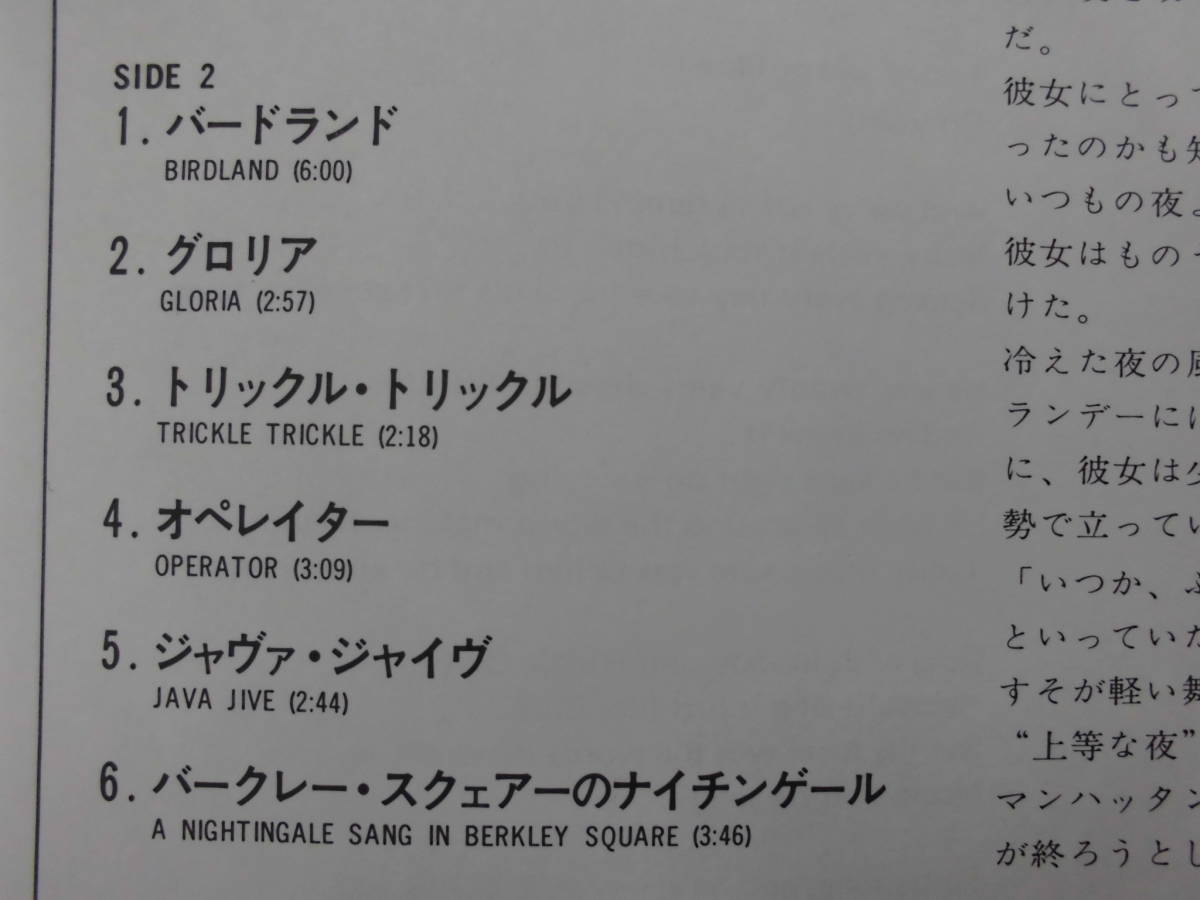 SIDE 2
1. バードランド
BIRDLAND (6:00)
2. グロリア
GLORIA (2:57)
3. トリックル・トリックル
TRICKLE TRICKLE (2:18)
4. オペレイター
OPERATOR (3:09)
5. ジャヴァ・ジャイヴ
JAVA JIVE (2:44)
6. バークレー・スクェアーのナイチンゲール
A NIGHTINGALE SANG IN BERKLEY SQUARE (3:46)
だ。
彼女にとっ
ったのかも知
いつもの夜
彼女はもの
けた。
冷えた夜の
ランデーに
に、彼女は
勢で立ってい
「いつか、
といっていた
すそが軽い
“上等な夜”
マンハッタン
が終ろうとし